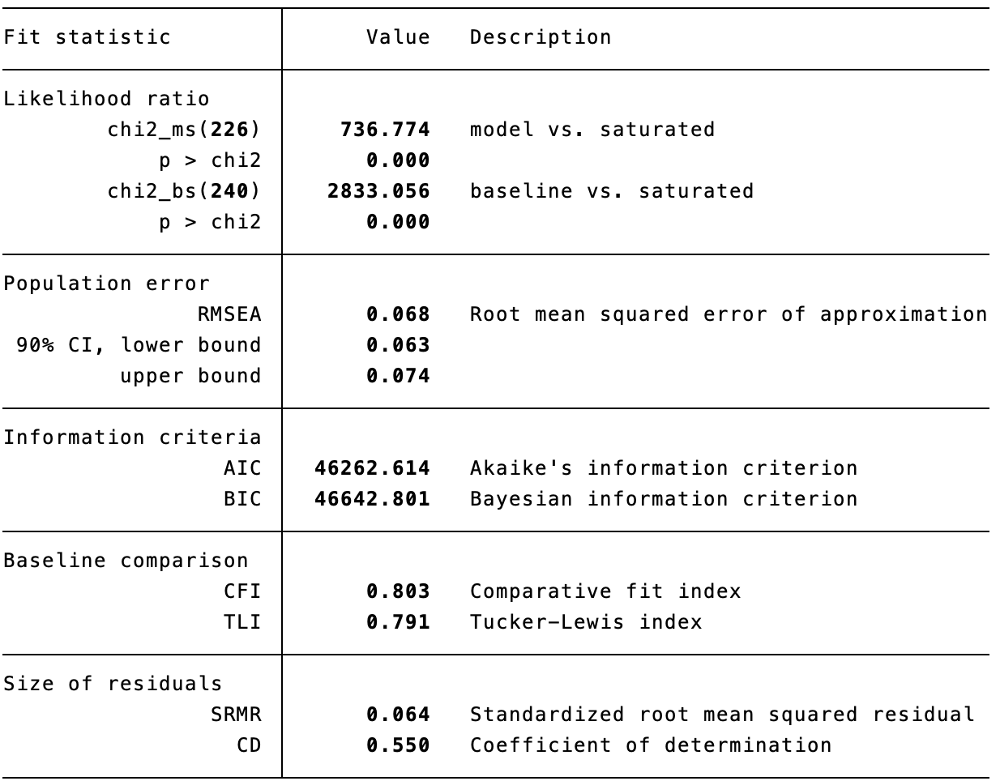 Fit statistic Value Description
Likelihood ratio
chi2_ms(226) 736.774 model vs. saturated
p > chi2 0.000
chi2_bs(240) 2833.056 baseline vs. saturated
p > chi2 0.000
Population error
RMSEA 0.068 Root mean squared error of approximation
90% CI, lower bound 0.063
upper bound 0.074
Information criteria
AIC 46262.614 Akaike's information criterion
BIC 46642.801 Bayesian information criterion
Baseline comparison
CFI 0.803 Comparative fit index
TLI 0.791 Tucker-Lewis index
Size of residuals
SRMR 0.064 Standardized root mean squared residual
CD 0.550 Coefficient of determination